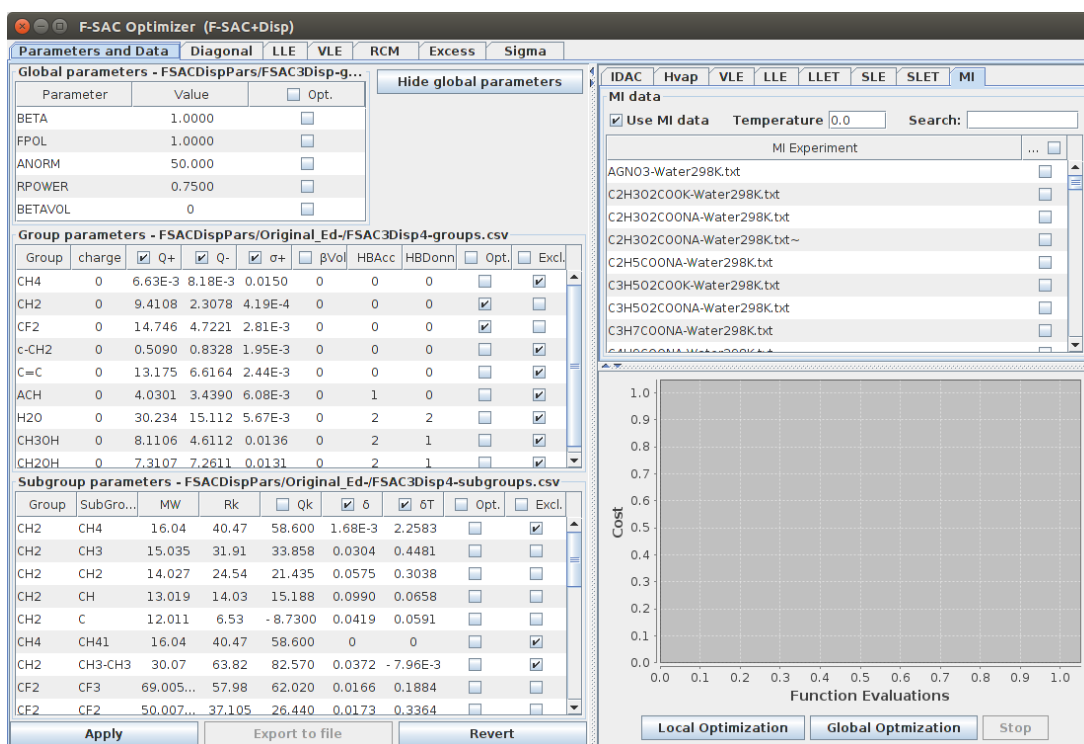 F-SAC Optimizer (F-SAC+Disp)
Parameters and Data Diagonal LLE VLE RCM Excess Sigma
Global parameters - FSACDispPars/FSAC3Disp-g...
Hide global parameters
Parameter Value Opt.
BETA 1.0000
FPOL 1.0000
ANORM 50.000
RPOWER 0.7500
BETAVOL 0
Group parameters - FSACDispPars/Original_Ed-/FSAC3Disp4-groups.csv
Group charge Q+ Q- σ+ βVol HBAcc HBDonn Opt. Excl.
CH4 0 6.63E-3 8.18E-3 0.0150 0 0 0
CH2 0 9.4108 2.3078 4.19E-4 0 0 0
CF2 0 14.746 4.7221 2.81E-3 0 0 0
c-CH2 0 0.5090 0.8328 1.95E-3 0 0 0
C=C 0 13.175 6.6164 2.44E-3 0 0 0
ACH 0 4.0301 3.4390 6.08E-3 0 1 0
H2O 0 30.234 15.112 5.67E-3 0 2 2
CH3OH 0 8.1106 4.6112 0.0136 0 2 1
CH2OH 0 7.3107 7.2611 0.0131 0 2 1
Subgroup parameters - FSACDispPars/Original_Ed-/FSAC3Disp4-subgroups.csv
Group SubGro... MW Rk Qk δ δT Opt. Excl.
CH2 CH4 16.04 40.47 58.600 1.68E-3 2.2583
CH2 CH3 15.035 31.91 33.858 0.0304 0.4481
CH2 CH2 14.027 24.54 21.435 0.0575 0.3038
CH2 CH 13.019 14.03 15.188 0.0990 0.0658
CH2 C 12.011 6.53 - 8.7300 0.0419 0.0591
CH4 CH41 16.04 40.47 58.600 0 0
CH2 CH3-CH3 30.07 63.82 82.570 0.0372 - 7.96E-3
CF2 CF3 69.005... 57.98 62.020 0.0166 0.1884
CF2 CF2 50.007... 37.105 26.440 0.0173 0.3364
Apply Export to file Revert
IDAC Hvap VLE LLE LLET SLE SLET MI
MI data
Use MI data Temperature 0.0 Search:
MI Experiment ...
AGNO3-Water298K.txt
C2H3O2COOK-Water298K.txt
C2H3O2COONA-Water298K.txt
C2H3O2COONA-Water298K.txt~
C2H5COONA-Water298K.txt
C3H5O2COOK-Water298K.txt
C3H5O2COONA-Water298K.txt
C3H7COONA-Water298K.txt
1.0
0.9
0.8
0.7
0.6
0.5
0.4
0.3
0.2
0.1
0.0
Cost
0.0 0.1 0.2 0.3 0.4 0.5 0.6 0.7 0.8 0.9 1.0
Function Evaluations
Local Optimization Global Optmization Stop